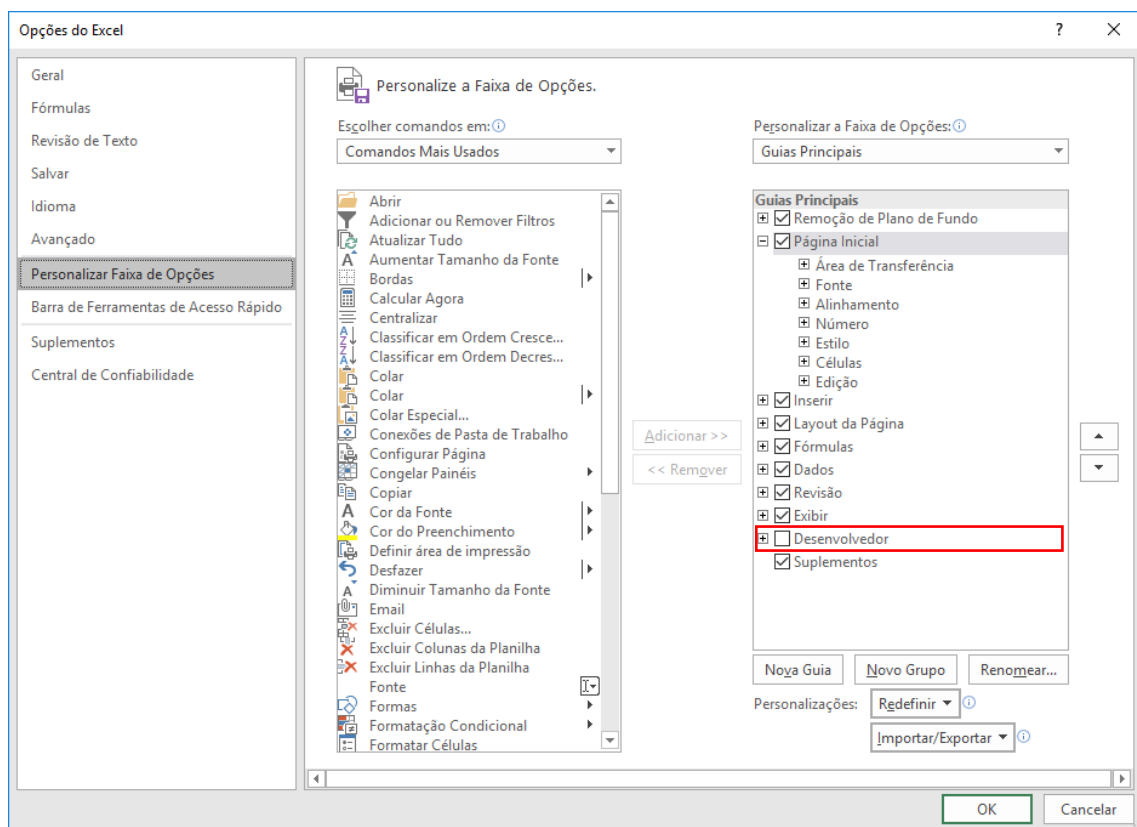 Opções do Excel
Geral
Fórmulas
Revisão de Texto
Salvar
Idioma
Avançado
Personalizar Faixa de Opções
Barra de Ferramentas de Acesso Rápido
Suplementos
Central de Confiabilidade
Personalize a Faixa de Opções.
Escolher comandos em:
Comandos Mais Usados
Abrir
Adicionar ou Remover Filtros
Atualizar Tudo
Aumentar Tamanho da Fonte
Bordas
Calcular Agora
Centralizar
Classificar em Ordem Cresce...
Classificar em Ordem Decres...
Colar
Colar
Colar Especial...
Conexões de Pasta de Trabalho
Configurar Página
Congelar Painéis
Copiar
Cor da Fonte
Cor do Preenchimento
Definir área de impressão
Desfazer
Diminuir Tamanho da Fonte
Email
Excluir Células...
Excluir Colunas da Planilha
Excluir Linhas da Planilha
Fonte
Formas
Formatação Condicional
Formatar Células
Adicionar >>
<< Remover
Personalizar a Faixa de Opções:
Guias Principais
Guias Principais
Remoção de Plano de Fundo
Página Inicial
Área de Transferência
Fonte
Alinhamento
Número
Estilo
Células
Edição
Inserir
Layout da Página
Fórmulas
Dados
Revisão
Exibir
Desenvolvedor
Suplementos
Nova Guia
Novo Grupo
Renomear...
Personalizações:
Redefinir
Importar/Exportar
OK
Cancelar